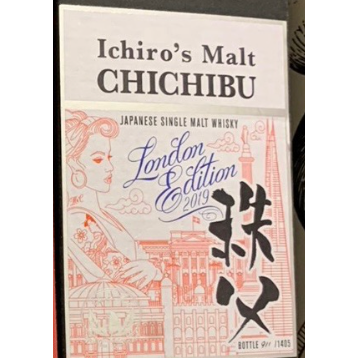 Ichiro's Malt
CHICHIBU
JAPANESE SINGLE MALT WHISKY
London
Edition
2019
秩父
BOTTLE /1405